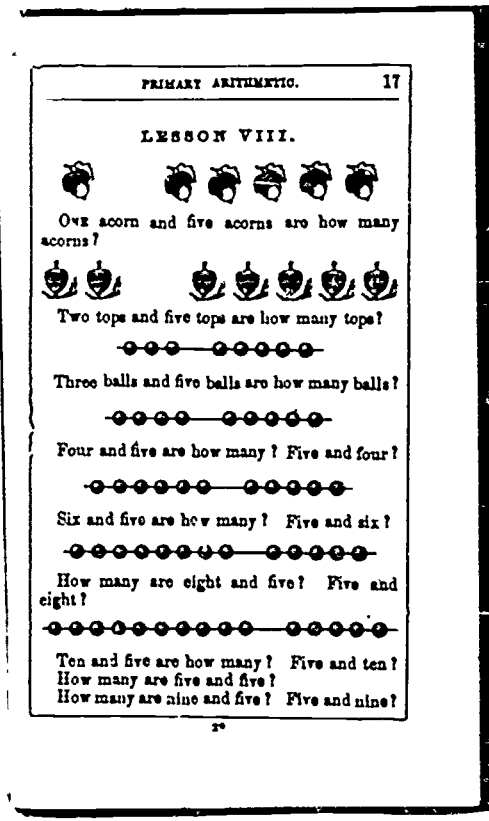 PRIMARY ARITHMETIC. 17
LESSON VIII.
ONE acorn and five acorns are how many
acorns?
Two tops and five tops are how many tops?
Three balls and five balls are how many balls?
Four and five are how many? Five and four?
Six and five are how many? Five and six?
How many are eight and five? Five and
eight?
Ten and five are how many? Five and ten?
How many are five and five?
How many are nine and five? Five and nine?
2*